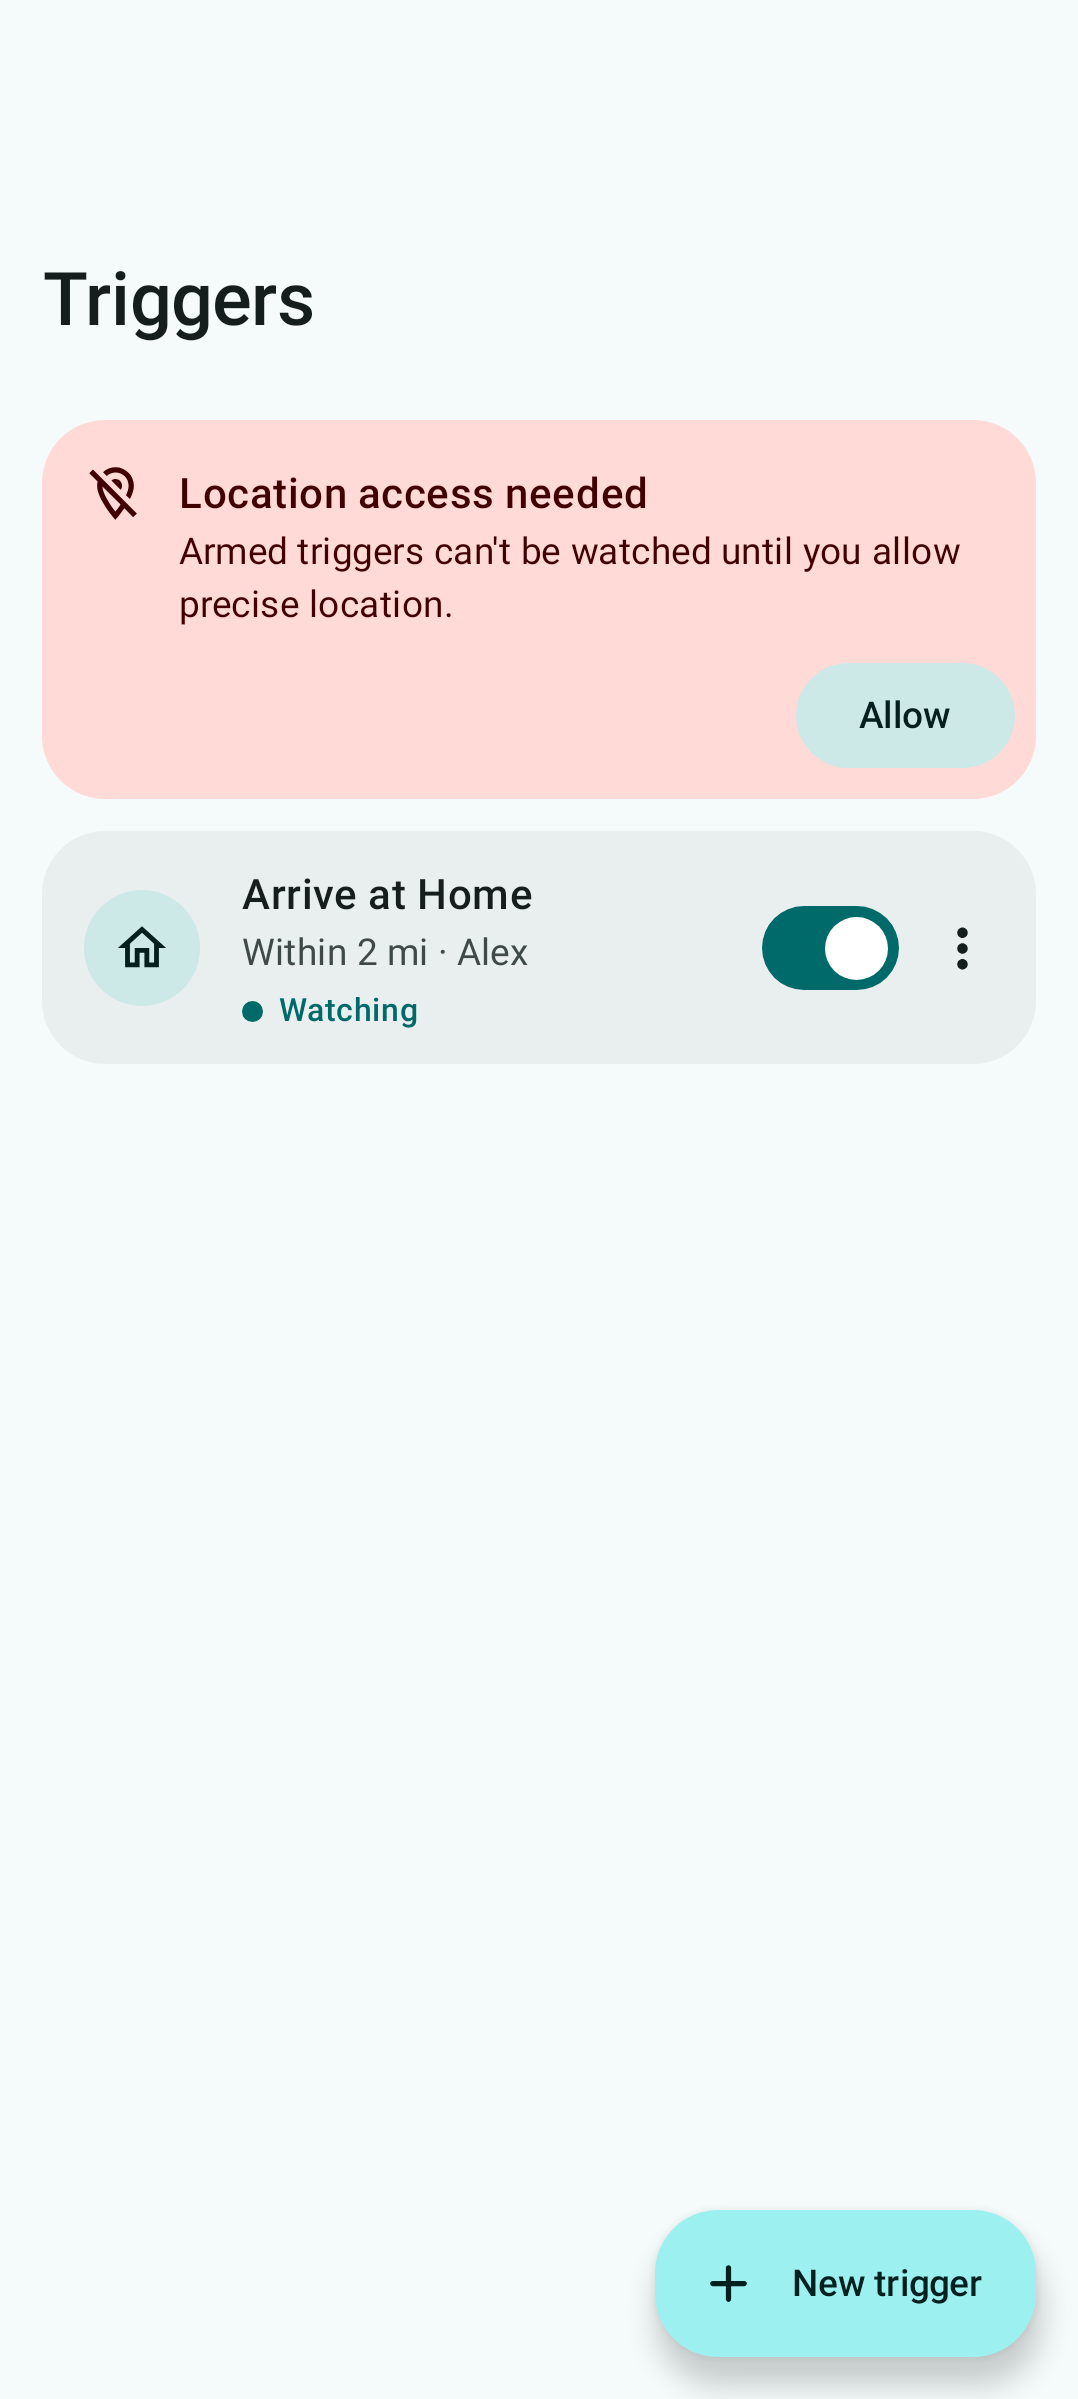 Triggers
Location access needed
Armed triggers can't be watched until you allow
precise location.
Allow
Arrive at Home
Within 2 mi · Alex
Watching
New trigger